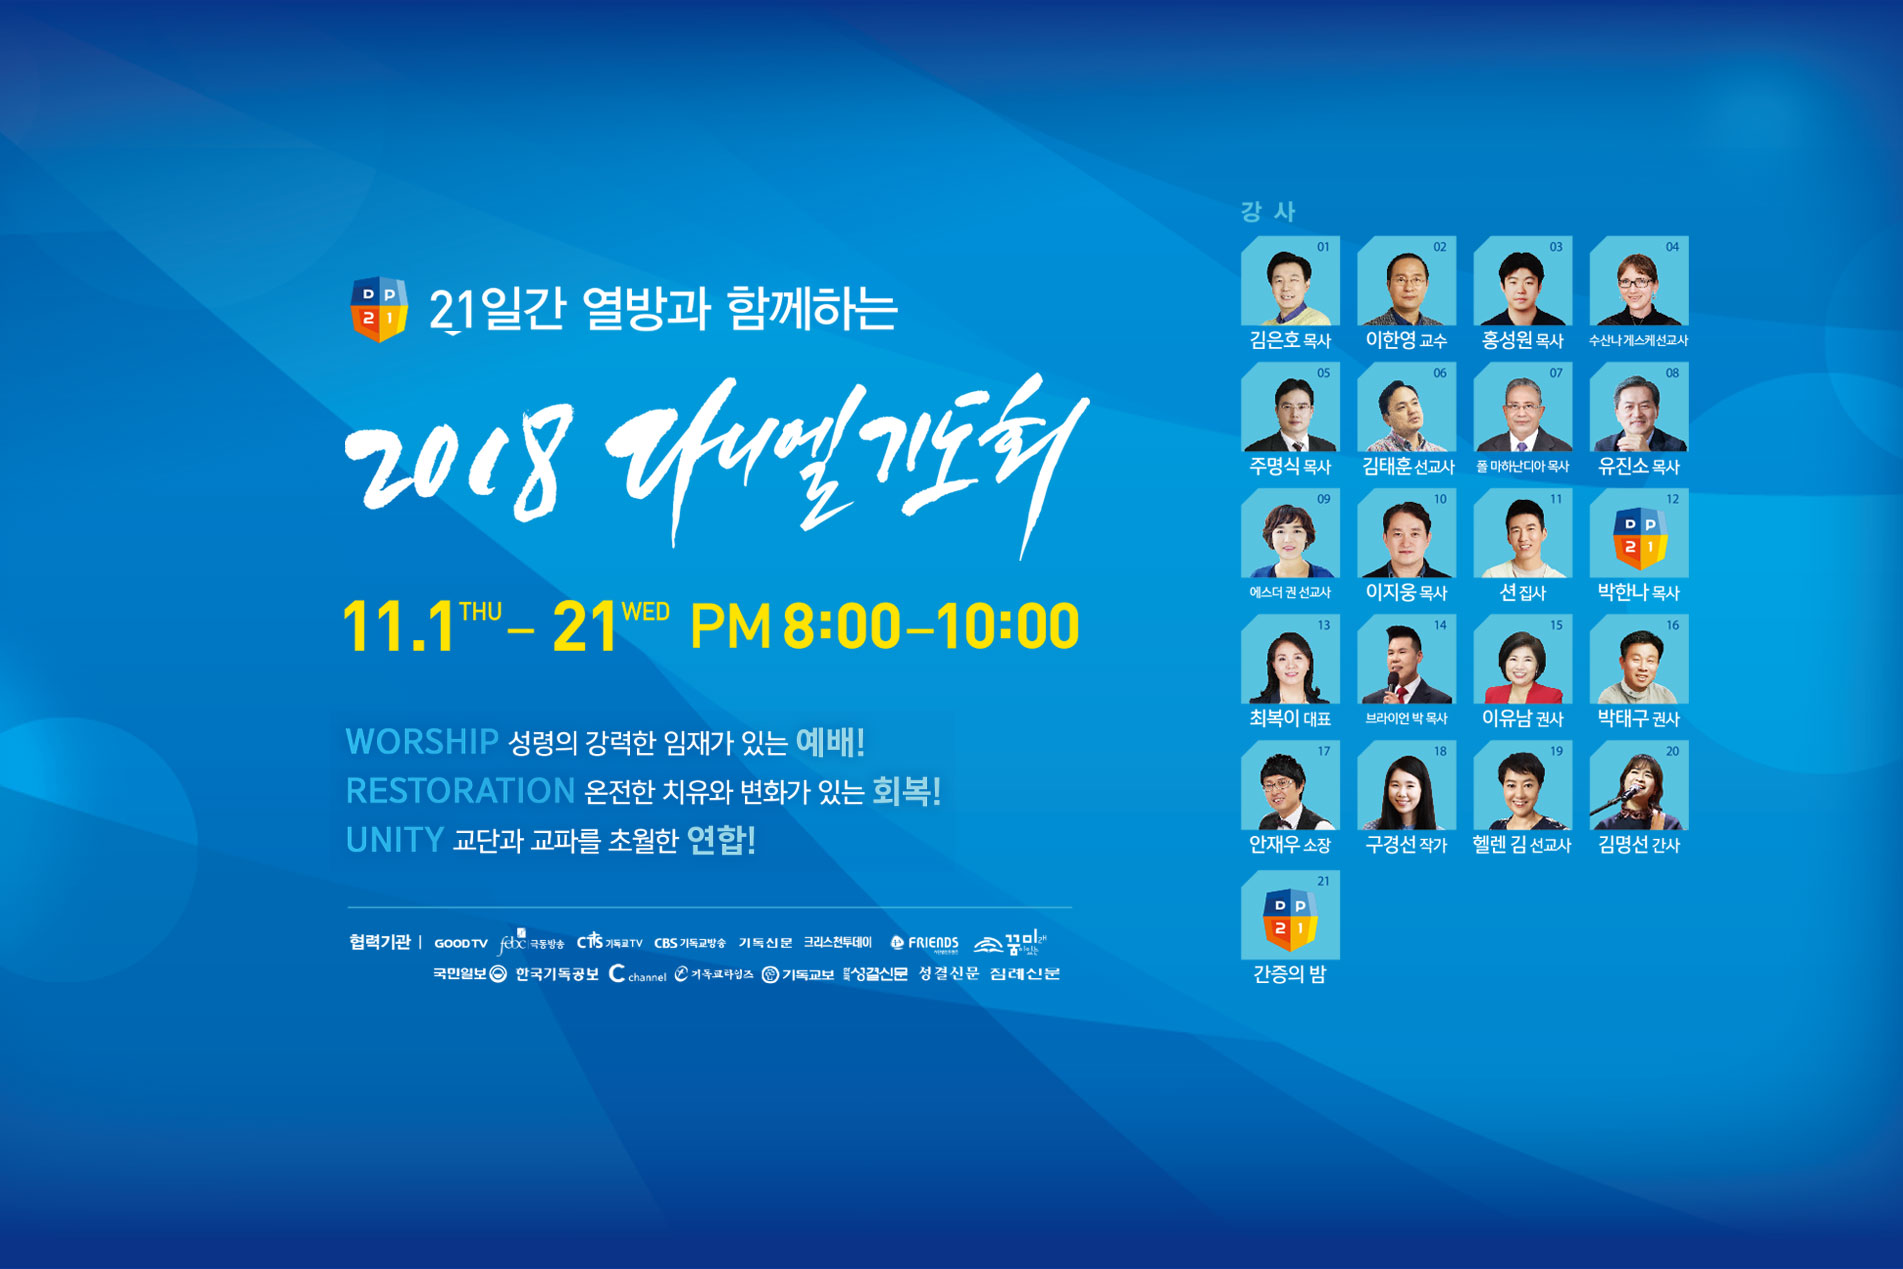 DP
21
21일간 열방과 함께하는
2018 다니엘기도회
11.1 THU – 21 WED PM 8:00–10:00
WORSHIP 성령의 강력한 임재가 있는 예배!
RESTORATION 온전한 치유와 변화가 있는 회복!
UNITY 교단과 교파를 초월한 연합!
협력기관 | GOODTV febc 극동방송 CTS 기독교TV CBS 기독교방송 기독신문 크리스천투데이 FRIENDS 꿈이있는미래
국민일보 한국기독공보 C channel 기독교타임즈 기독교보 성결신문 성결신문 침례신문
강 사
01 02 03 04
김은호 목사 이한영 교수 홍성원 목사 수산나 게스케 선교사
05 06 07 08
주명식 목사 김태훈 선교사 폴 마하난디아 목사 유진소 목사
09 10 11 12
DP
21
에스더 권 선교사 이지웅 목사 션 집사 박한나 목사
13 14 15 16
최복이 대표 브라이언 박 목사 이유남 권사 박태구 권사
17 18 19 20
안재우 소장 구경선 작가 헬렌 김 선교사 김명선 간사
21
DP
21
간증의 밤